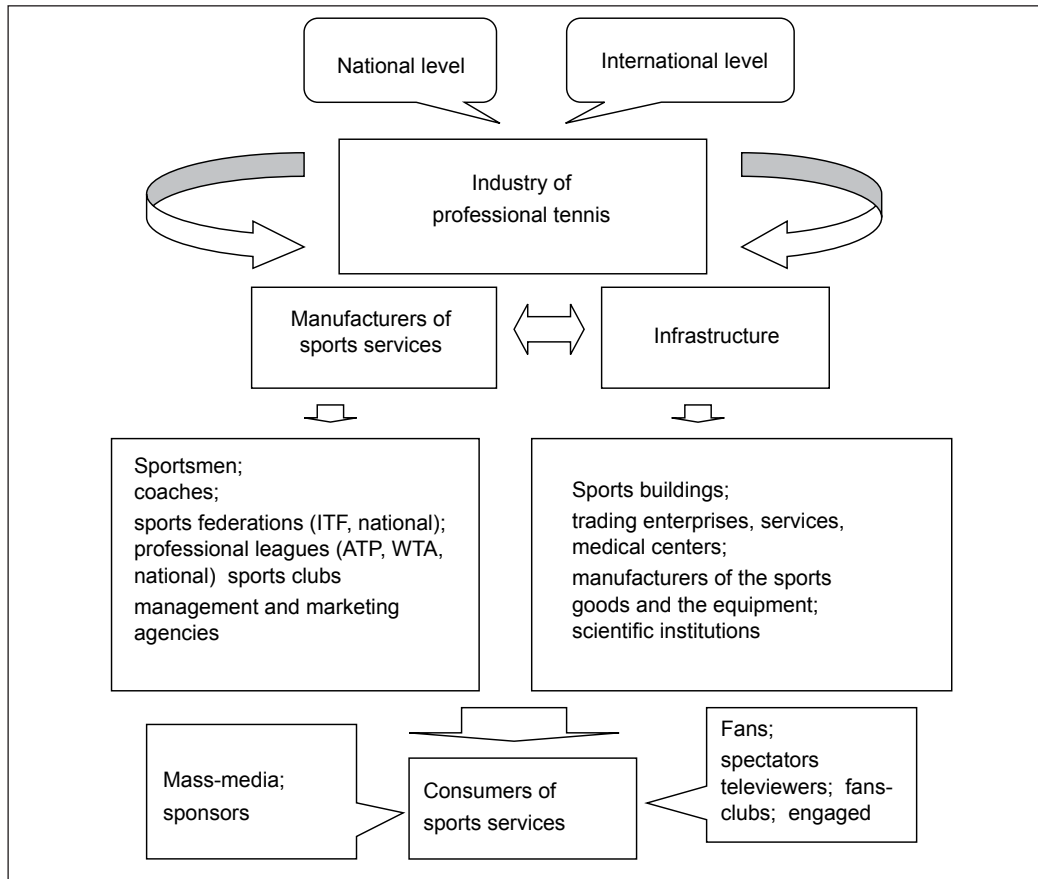 National level
International level
Industry of
professional tennis
Manufacturers of
sports services
Infrastructure
Sportsmen;
coaches;
sports federations (ITF, national);
professional leagues (ATP, WTA,
national)  sports clubs
management and marketing
agencies
Sports buildings;
trading enterprises, services,
medical centers;
manufacturers of the sports
goods and the equipment;
scientific institutions
Mass-media;
sponsors
Consumers of
sports services
Fans;
spectators
televiewers;  fans-
clubs;  engaged